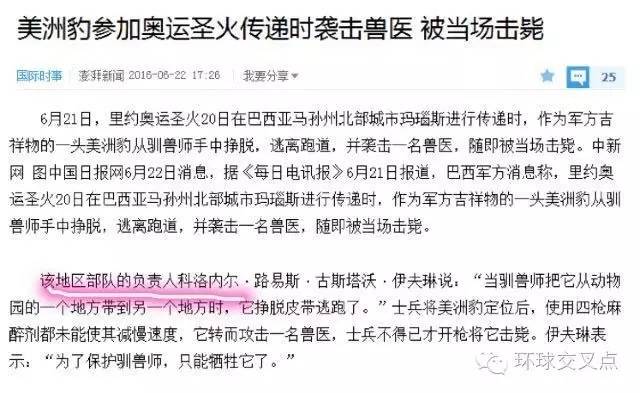 美洲豹参加奥运圣火传递时袭击兽医 被当场击毙
国际时事 澎湃新闻 2016-06-22 17:26 我要分享 25
6月21日，里约奥运圣火20日在巴西亚马孙州北部城市玛瑙斯进行传递时，作为军方吉
祥物的一头美洲豹从驯兽师手中挣脱，逃离跑道，并袭击一名兽医，随即被当场击毙。中新
网 图中国日报网6月22日消息，据《每日电讯报》6月21日报道，巴西军方消息称，里约奥
运圣火20日在巴西亚马孙州北部城市玛瑙斯进行传递时，作为军方吉祥物的一头美洲豹从驯
兽师手中挣脱，逃离跑道，并袭击一名兽医，随即被当场击毙。
该地区部队的负责人科洛内尔·路易斯·古斯塔沃·伊夫琳说：“当驯兽师把它从动物
园的一个地方带到另一个地方时，它挣脱皮带逃跑了。”士兵将美洲豹定位后，使用四枪麻
醉剂都未能使其减慢速度，它转而攻击一名兽医，士兵不得已才开枪将它击毙。伊夫琳表
示：“为了保护驯兽师，只能牺牲它了。”
环球交叉点